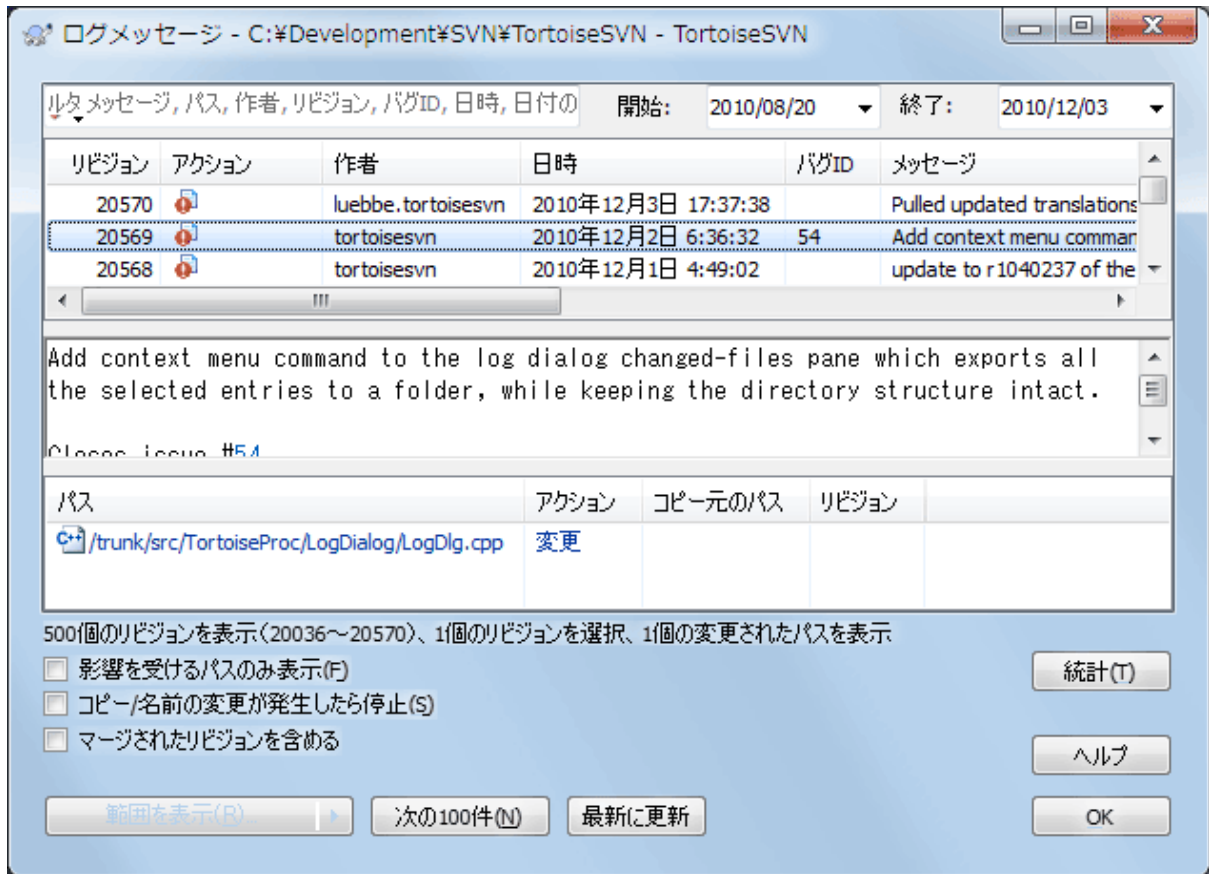 ログメッセージ - C:¥Development¥SVN¥TortoiseSVN - TortoiseSVN
ルタ メッセージ, パス, 作者, リビジョン, バグID, 日時, 日付の 開始: 2010/08/20 終了: 2010/12/03
リビジョン アクション 作者 日時 バグID メッセージ
20570 luebbe.tortoisesvn 2010年12月3日 17:37:38 Pulled updated translations
20569 tortoisesvn 2010年12月2日 6:36:32 54 Add context menu comman
20568 tortoisesvn 2010年12月1日 4:49:02 update to r1040237 of the
Add context menu command to the log dialog changed-files pane which exports all
the selected entries to a folder, while keeping the directory structure intact.
Closes issue #54
パス アクション コピー元のパス リビジョン
C++ /trunk/src/TortoiseProc/LogDialog/LogDlg.cpp 変更
500個のリビジョンを表示(20036～20570)、1個のリビジョンを選択、1個の変更されたパスを表示
影響を受けるパスのみ表示(F)
統計(T)
コピー/名前の変更が発生したら停止(S)
マージされたリビジョンを含める
ヘルプ
範囲を表示(R)... 次の100件(N) 最新に更新 OK